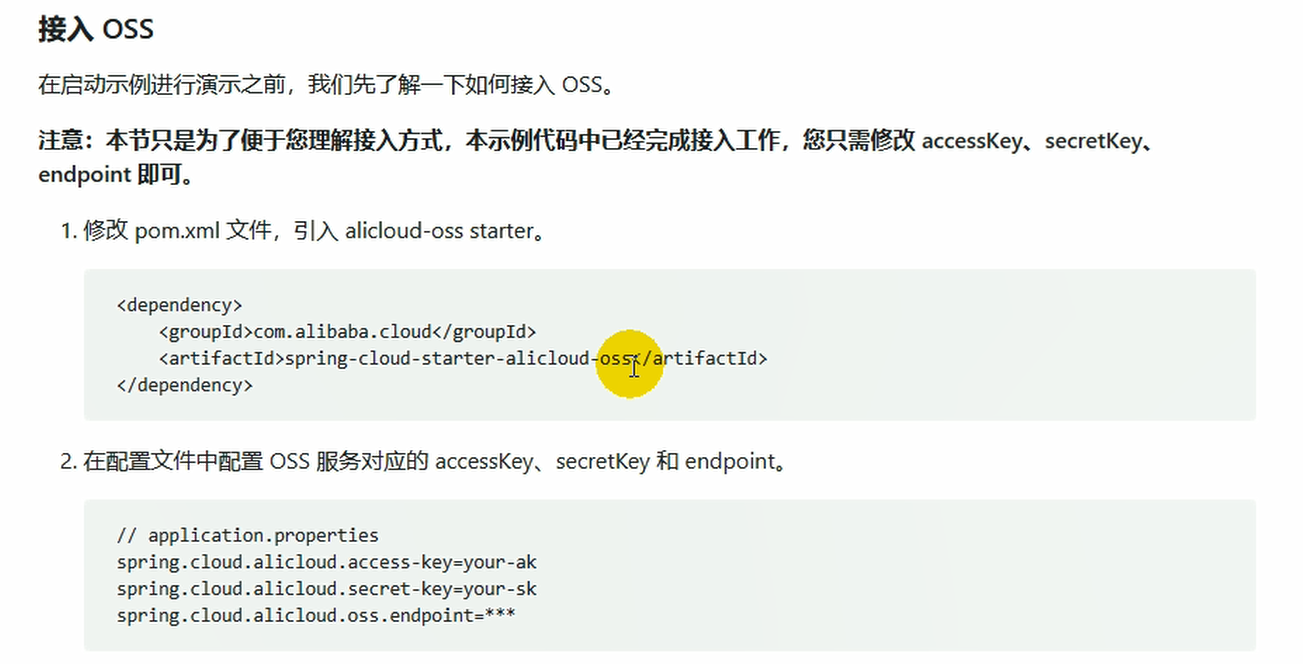 接入 OSS
在启动示例进行演示之前，我们先了解一下如何接入 OSS。
注意：本节只是为了便于您理解接入方式，本示例代码中已经完成接入工作，您只需修改 accessKey、secretKey、
endpoint 即可。
1. 修改 pom.xml 文件，引入 alicloud-oss starter。
<dependency>
    <groupId>com.alibaba.cloud</groupId>
    <artifactId>spring-cloud-starter-alicloud-oss</artifactId>
</dependency>
2. 在配置文件中配置 OSS 服务对应的 accessKey、secretKey 和 endpoint。
// application.properties
spring.cloud.alicloud.access-key=your-ak
spring.cloud.alicloud.secret-key=your-sk
spring.cloud.alicloud.oss.endpoint=***